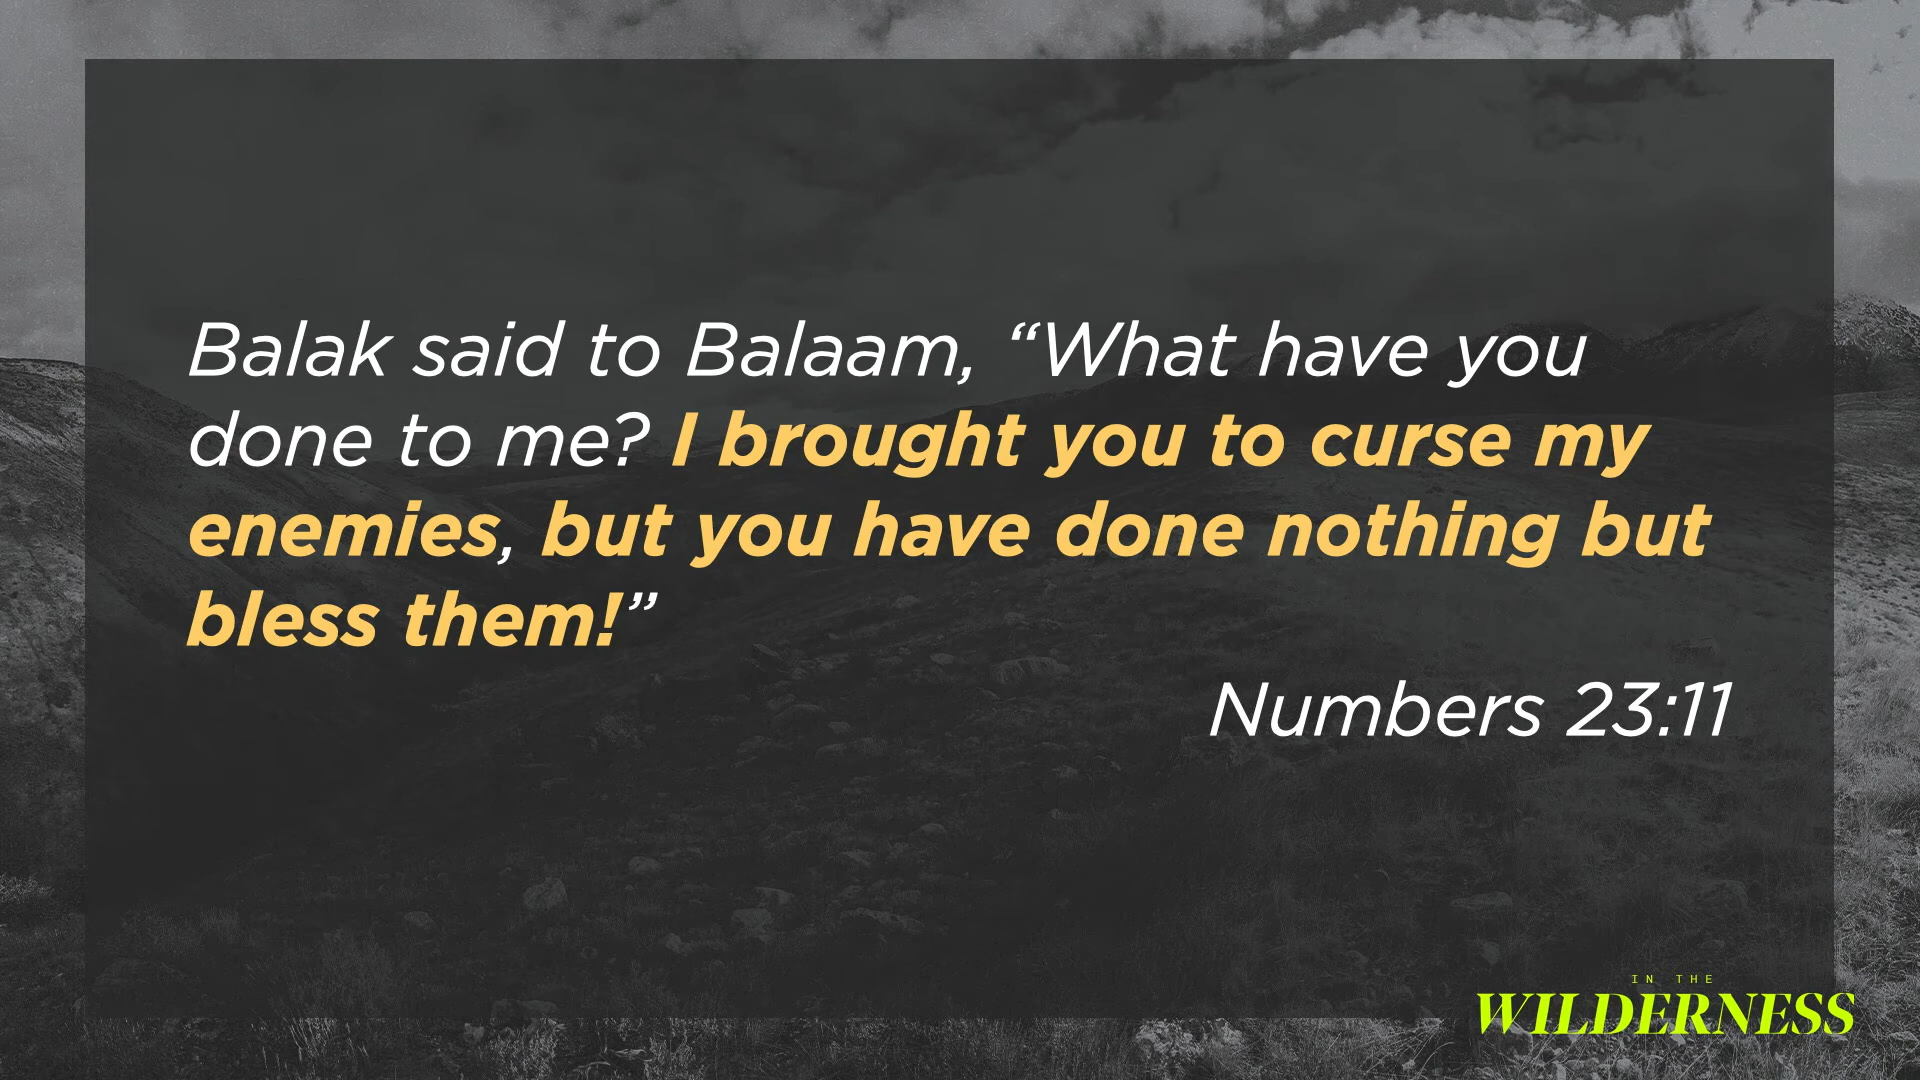 Balak said to Balaam, “What have you
done to me? I brought you to curse my
enemies, but you have done nothing but
bless them!”
Numbers 23:11
IN THE
WILDERNESS